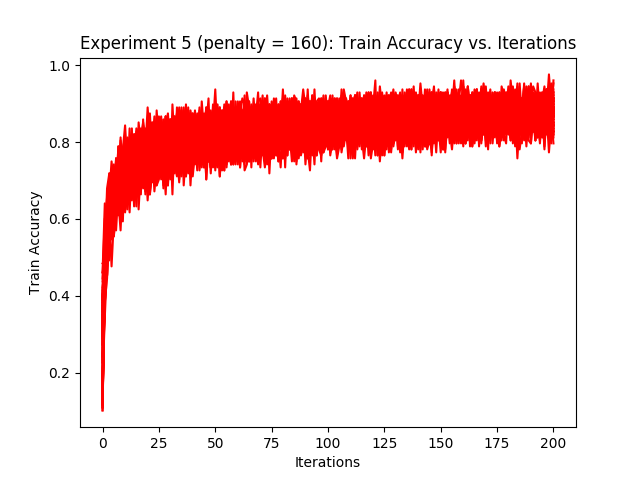 Experiment 5 (penalty = 160): Train Accuracy vs. Iterations
1.0
0.8
0.6
0.4
0.2
Train Accuracy
0 25 50 75 100 125 150 175 200
Iterations